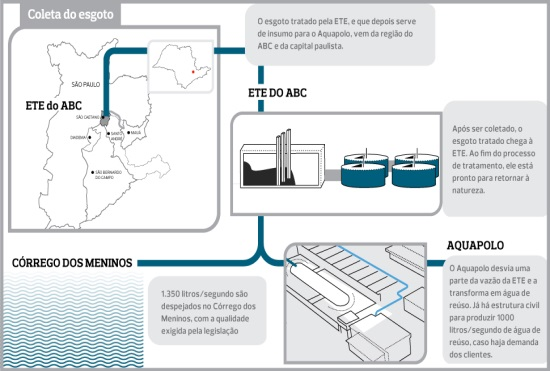 Coleta do esgoto
O esgoto tratado pela ETE, e que depois serve
de insumo para o Aquapolo, vem da região do
ABC e da capital paulista.
SÃO PAULO
ETE do ABC
SÃO CAETANO
DIADEMA
SANTO
ANDRÉ
MAUÁ
SÃO BERNARDO
DO CAMPO
ETE DO ABC
Após ser coletado, o
esgoto tratado chega à
ETE. Ao fim do processo
de tratamento, ele está
pronto para retornar à
natureza.
CÓRREGO DOS MENINOS
1.350 litros/segundo são
despejados no Córrego dos
Meninos, com a qualidade
exigida pela legislação
AQUAPOLO
O Aquapolo desvia uma
parte da vazão da ETE e a
transforma em água de
reúso. Já há estrutura civil
para produzir 1000
litros/segundo de água de
reúso, caso haja demanda
dos clientes.